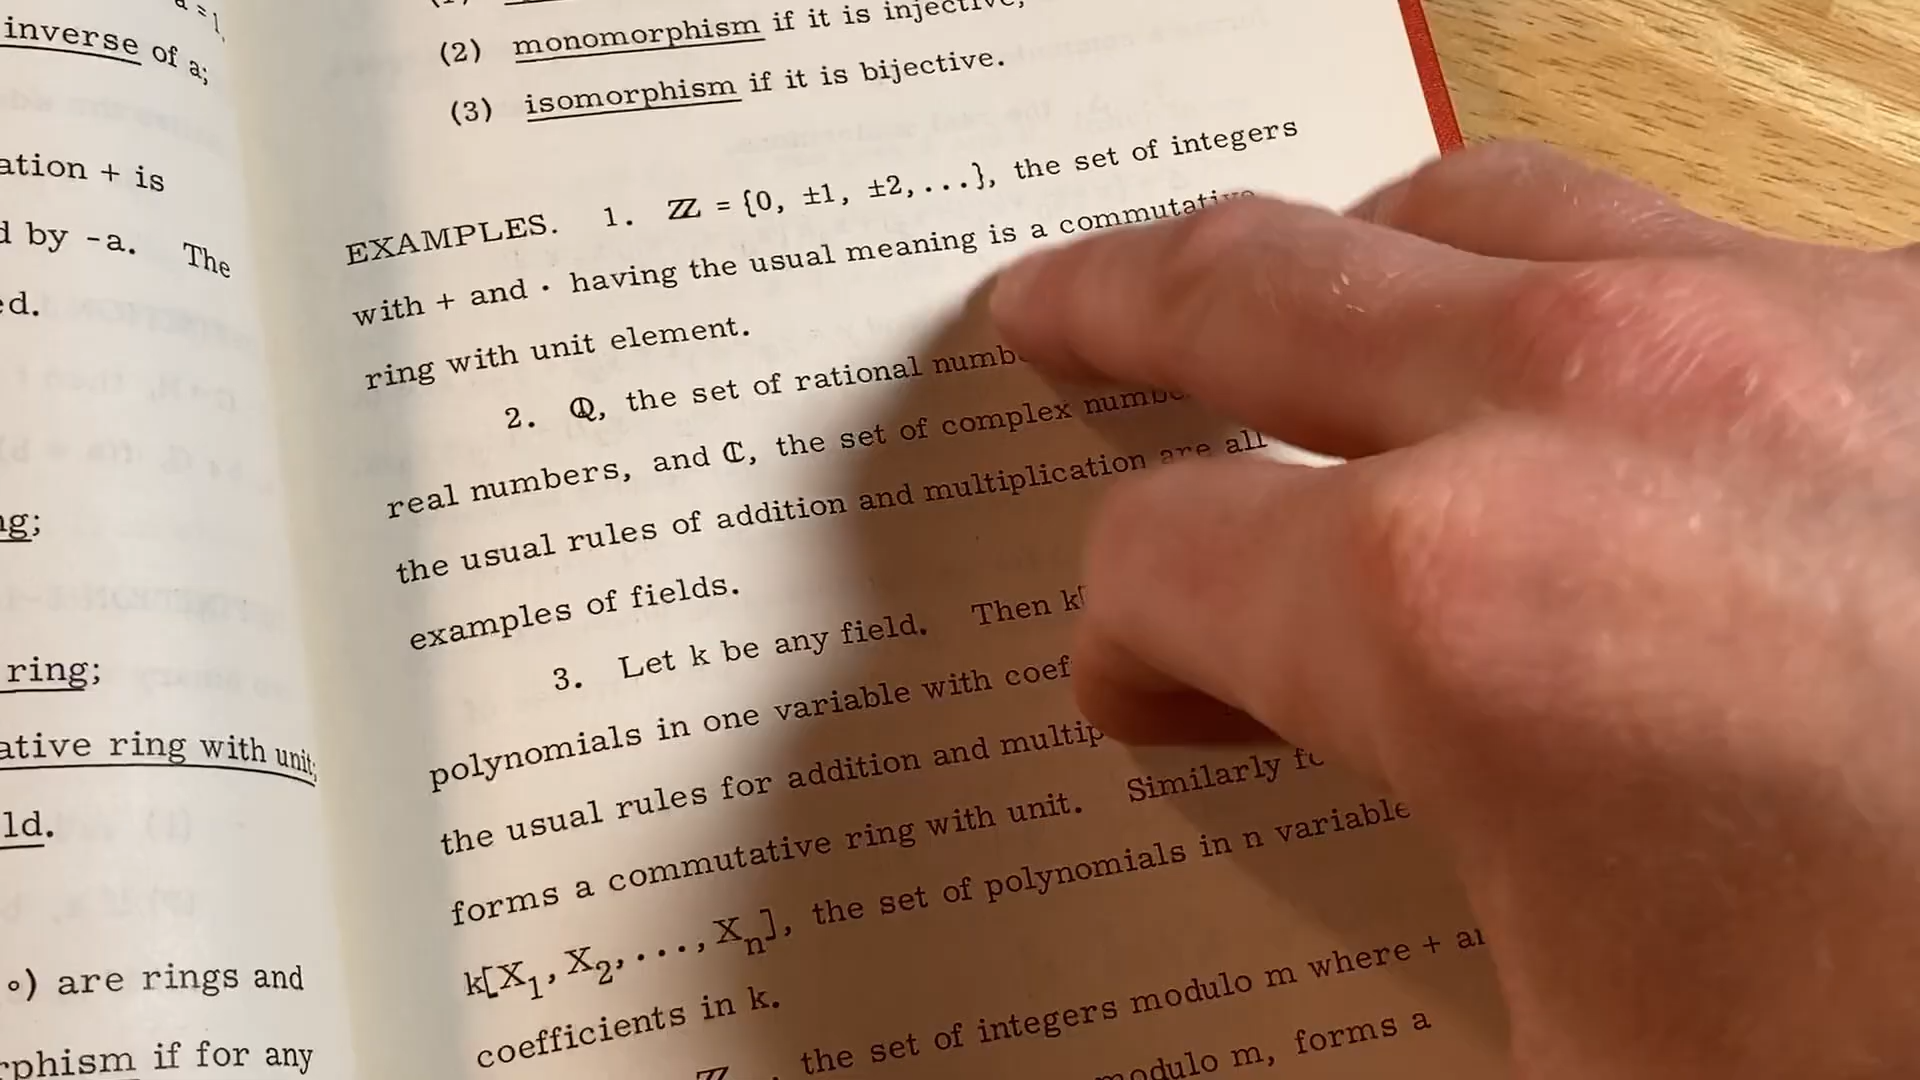 a = 1,
inverse of a;
ation + is
d by -a. The
ed.
ng;
ring;
ative ring with unit;
ld.
∘) are rings and
rphism if for any
(2) monomorphism if it is injective,
(3) isomorphism if it is bijective.
EXAMPLES. 1. ℤ = {0, ±1, ±2,...}, the set of integers
with + and · having the usual meaning is a commutative
ring with unit element.
2. ℚ, the set of rational numb
real numbers, and ℂ, the set of complex numbe
the usual rules of addition and multiplication are all
examples of fields.
3. Let k be any field. Then k[
polynomials in one variable with coef
the usual rules for addition and multip
forms a commutative ring with unit. Similarly fo
k[X₁, X₂, ..., Xₙ], the set of polynomials in n variable
coefficients in k.
the set of integers modulo m where + an
modulo m, forms a